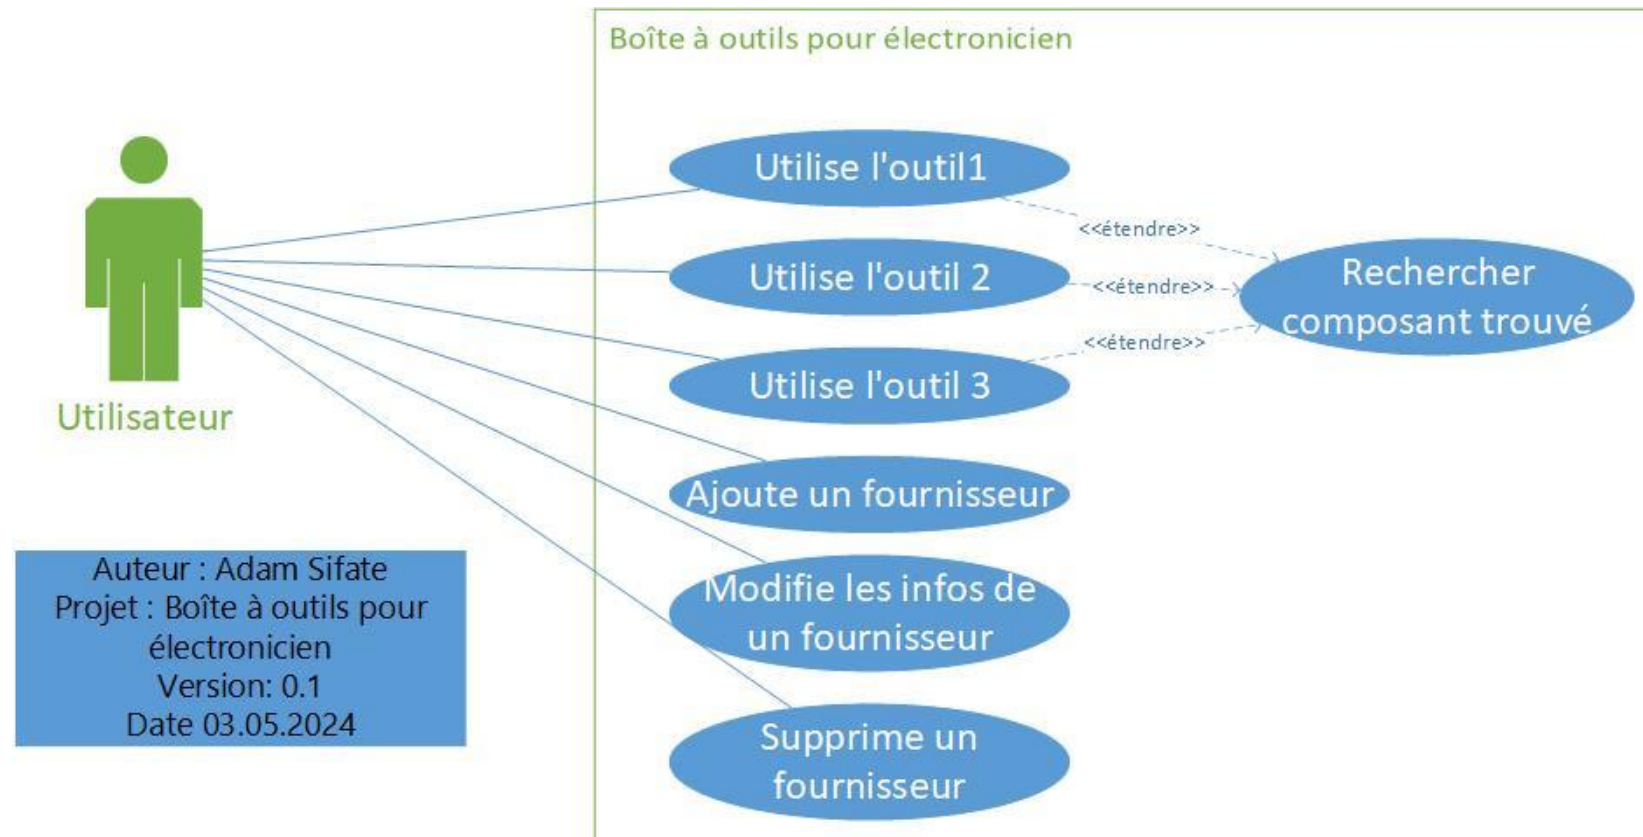 Boîte à outils pour électronicien
Utilise l'outil1
<<étendre>>
Utilise l'outil 2
<<étendre>>
Rechercher
composant trouvé
<<étendre>>
Utilise l'outil 3
Utilisateur
Ajoute un fournisseur
Modifie les infos de
un fournisseur
Supprime un
fournisseur
Auteur : Adam Sifate
Projet : Boîte à outils pour
électronicien
Version: 0.1
Date 03.05.2024